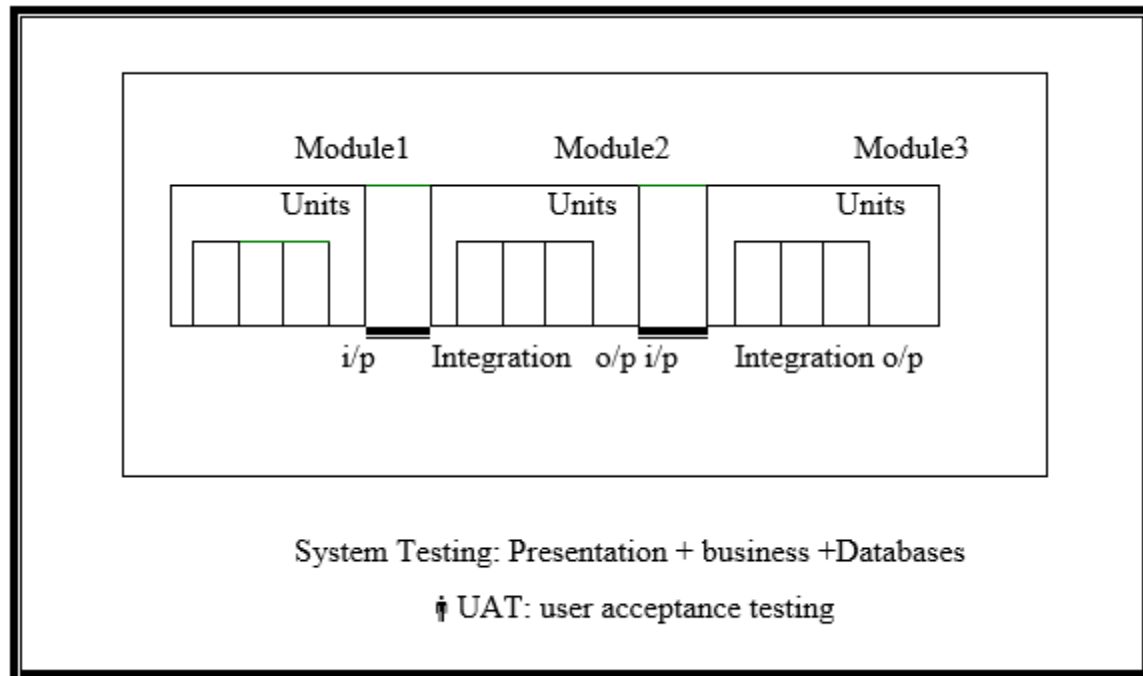 Module1 Module2 Module3
Units Units Units
i/p Integration o/p i/p Integration o/p
System Testing: Presentation + business +Databases
UAT: user acceptance testing